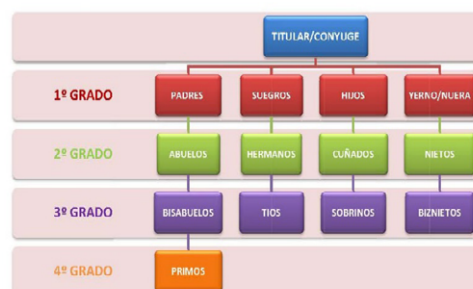 TITULAR/CONYUGE
1º GRADO PADRES SUEGROS HIJOS YERNO/NUERA
2º GRADO ABUELOS HERMANOS CUÑADOS NIETOS
3º GRADO BISABUELOS TIOS SOBRINOS BIZNIETOS
4º GRADO PRIMOS